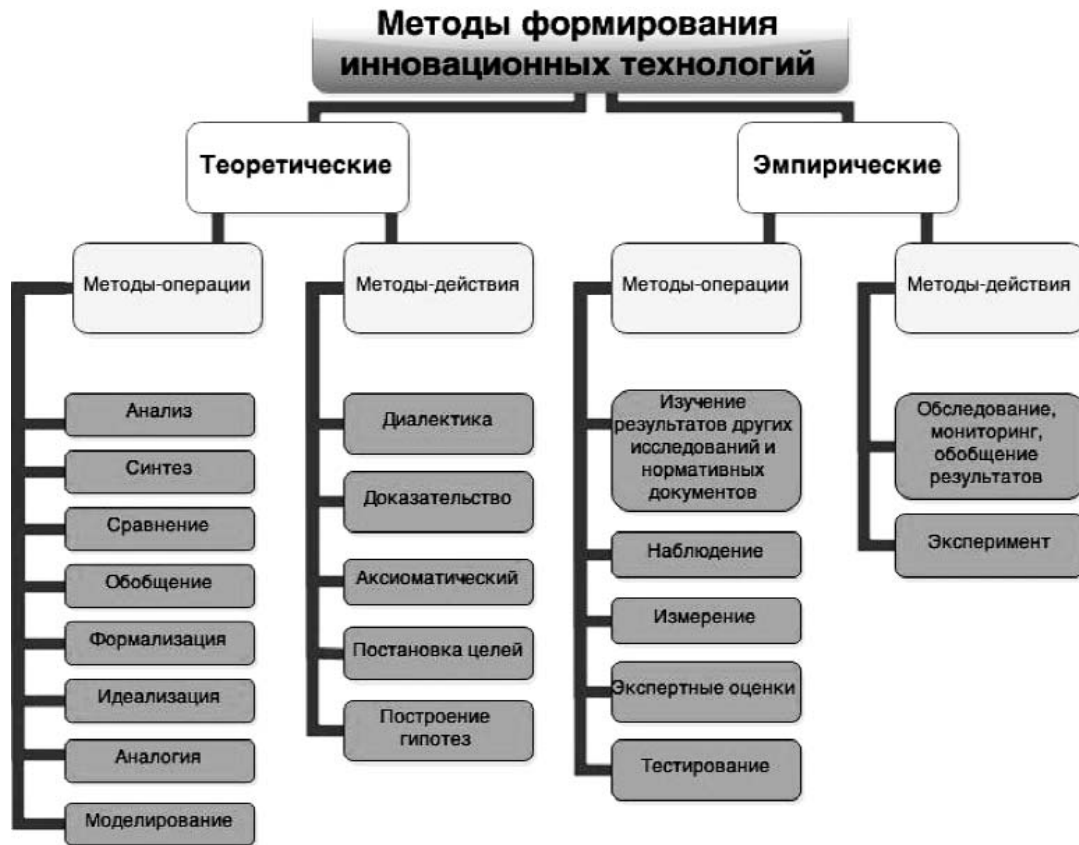 Методы формирования
инновационных технологий
Теоретические
Эмпирические
Методы-операции
Методы-действия
Методы-операции
Методы-действия
Анализ
Синтез
Сравнение
Обобщение
Формализация
Идеализация
Аналогия
Моделирование
Диалектика
Доказательство
Аксиоматический
Постановка целей
Построение
гипотез
Изучение
результатов других
исследований и
нормативных
документов
Наблюдение
Измерение
Экспертные оценки
Тестирование
Обследование,
мониторинг,
обобщение
результатов
Эксперимент